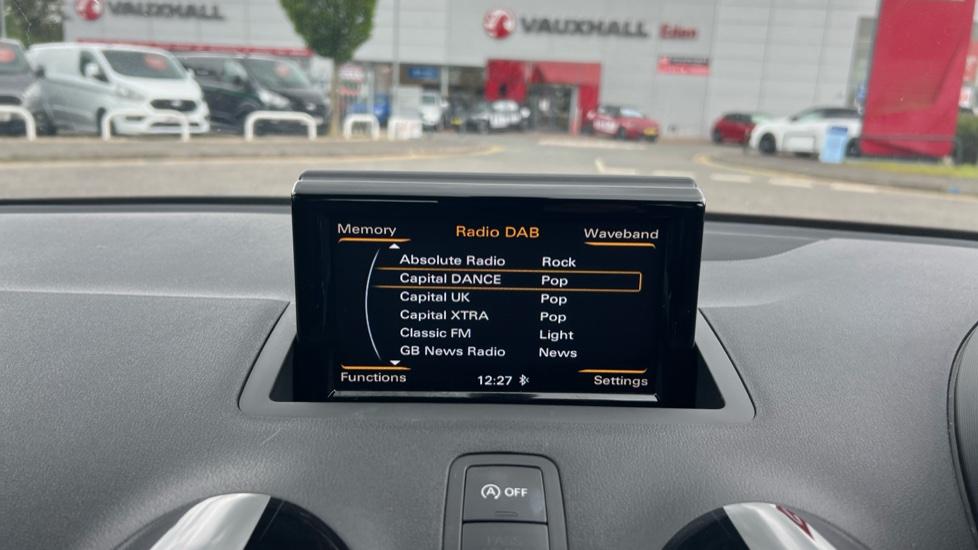 VAUXHALL
VAUXHALL Eden
Memory Radio DAB Waveband
Absolute Radio Rock
Capital DANCE Pop
Capital UK Pop
Capital XTRA Pop
Classic FM Light
GB News Radio News
Functions 12:27 Settings
A OFF